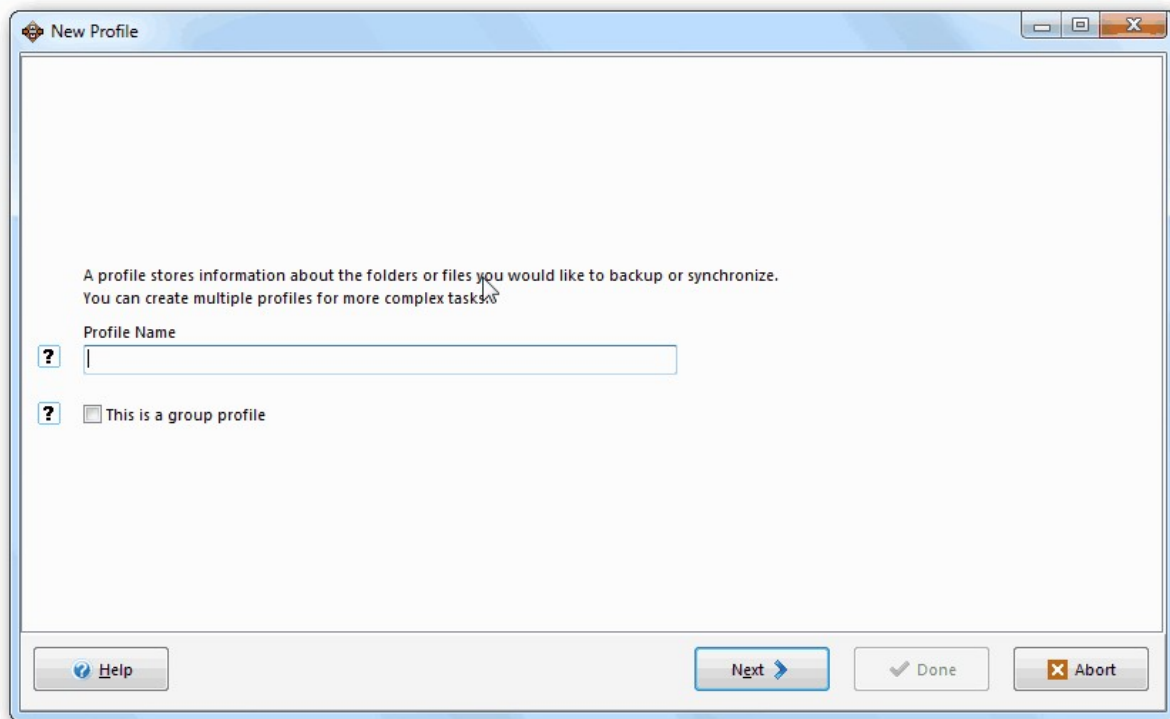 New Profile
A profile stores information about the folders or files you would like to backup or synchronize.
You can create multiple profiles for more complex tasks.
Profile Name
?
?
This is a group profile
? Help
Next
Done
Abort